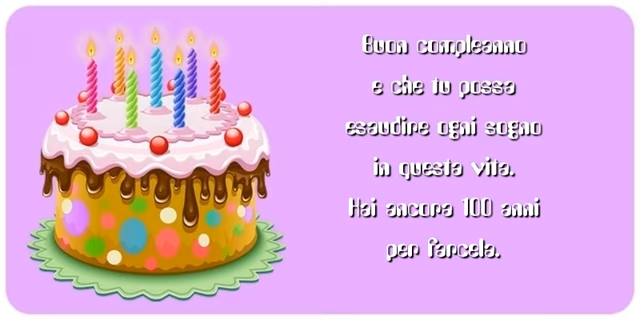 Buon compleanno
e che tu possa
esaudire ogni sogno
in questa vita.
Hai ancora 100 anni
per farcela.